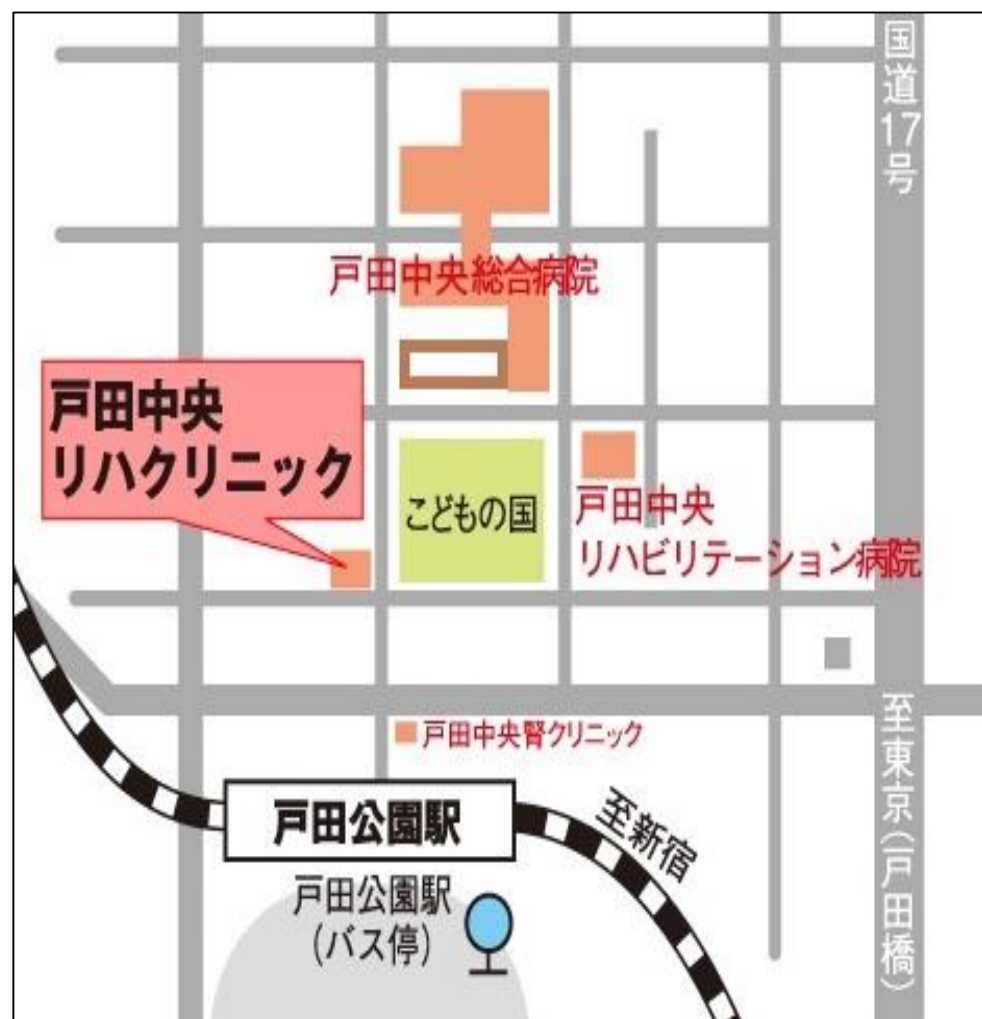 国道17号
戸田中央総合病院
戸田中央
リハクリニック
こどもの国
戸田中央
リハビリテーション病院
戸田中央腎クリニック
至東京(戸田橋)
戸田公園駅
至新宿
戸田公園駅
(バス停)